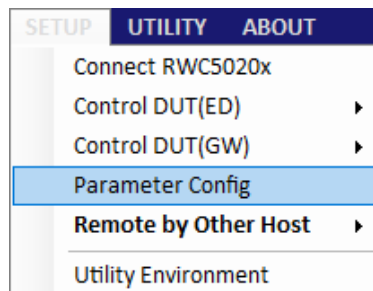 SETUP UTILITY ABOUT
Connect RWC5020x
Control DUT(ED)
Control DUT(GW)
Parameter Config
Remote by Other Host
Utility Environment